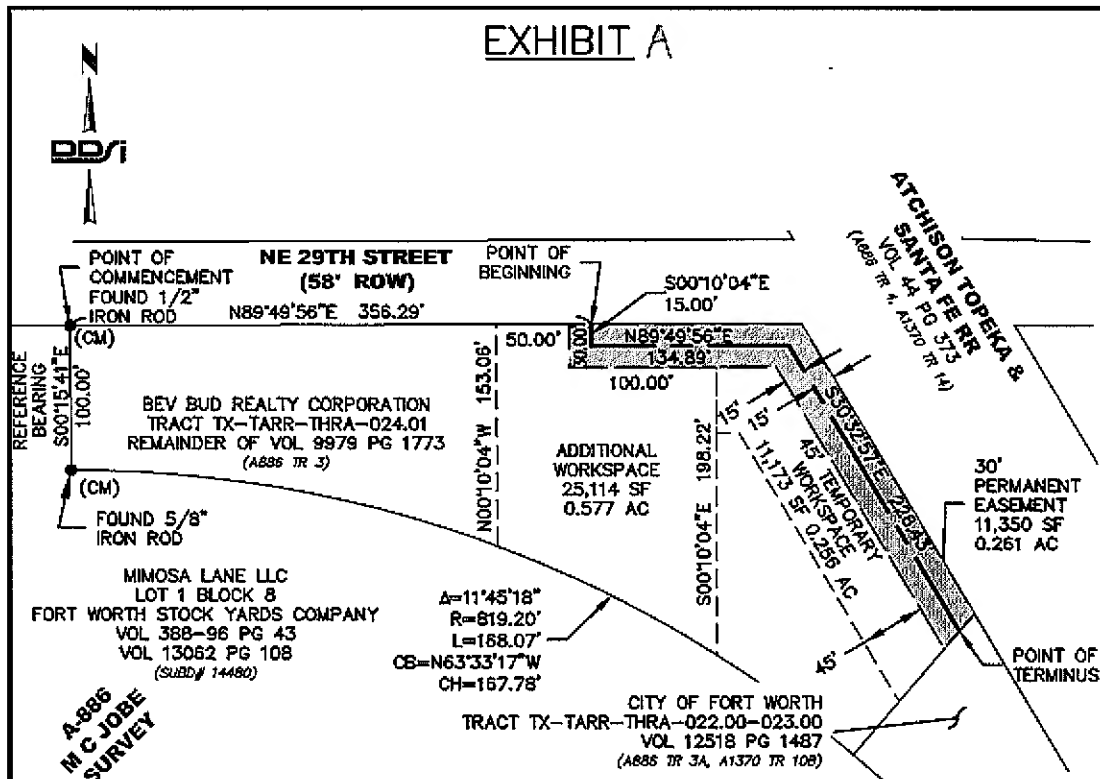 EXHIBIT A
N
DDSi
ATCHISON TOPEKA &
SANTA FE RR
VOL 44 PG 373
(A886 TR 4, A1370 TR 14)
POINT OF
COMMENCEMENT
FOUND 1/2"
IRON ROD
(CM)
NE 29TH STREET
(58' ROW)
N89°49'56"E 356.29'
POINT OF
BEGINNING
S00°10'04"E
15.00'
50.00'
30.00'
N89°49'56"E
134.89'
100.00'
REFERENCE
BEARING
S00°15'41"E
100.00'
BEV BUD REALTY CORPORATION
TRACT TX-TARR-THRA-024.01
REMAINDER OF VOL 9979 PG 1773
(A886 TR 3)
N00°10'04"W 153.06'
ADDITIONAL
WORKSPACE
25,114 SF
0.577 AC
S00°10'04"E 198.22'
15'
15'
S30°32'57"E 228.43'
45' TEMPORARY
WORKSPACE
11,173 SF 0.256 AC
30'
PERMANENT
EASEMENT
11,350 SF
0.261 AC
(CM)
FOUND 5/8"
IRON ROD
MIMOSA LANE LLC
LOT 1 BLOCK 8
FORT WORTH STOCK YARDS COMPANY
VOL 388-96 PG 43
VOL 13062 PG 108
(SUBD# 14480)
Δ=11°45'18"
R=819.20'
L=168.07'
CB=N63°33'17"W
CH=167.78'
45'
POINT OF
TERMINUS
A-886
M C JOBE
SURVEY
CITY OF FORT WORTH
TRACT TX-TARR-THRA-022.00-023.00
VOL 12518 PG 1487
(A886 TR 3A, A1370 TR 10B)